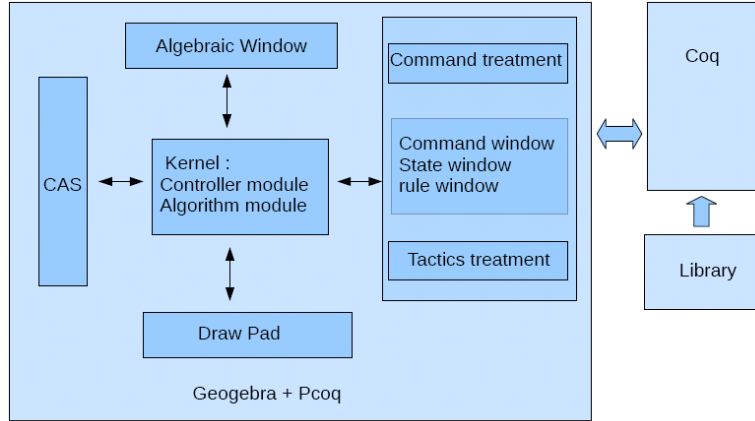 Algebraic Window
Command treatment
Coq
CAS
Kernel :
Controller module
Algorithm module
Command window
State window
rule window
Tactics treatment
Library
Draw Pad
Geogebra + Pcoq